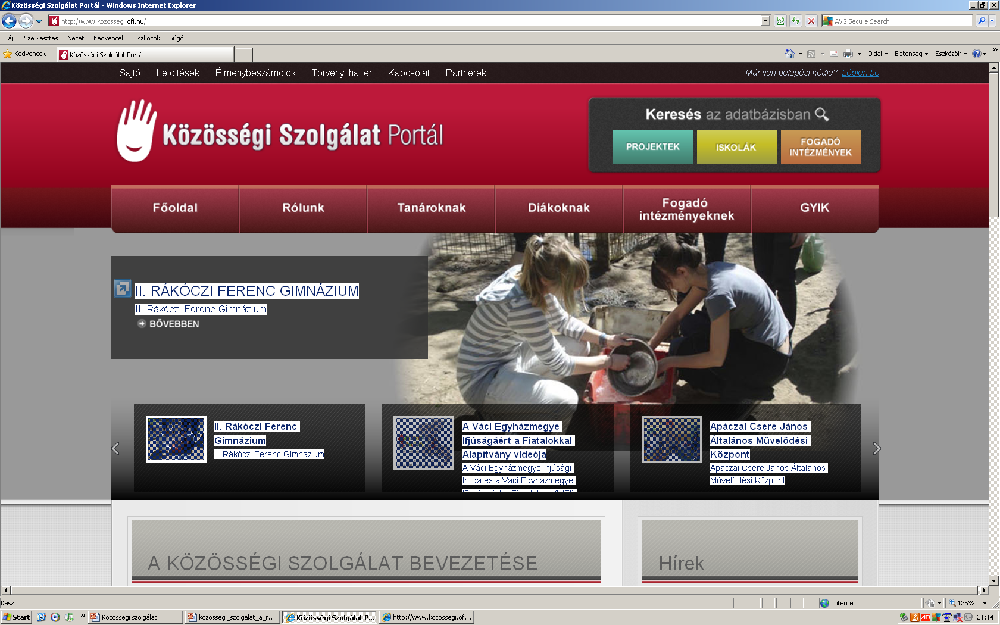 Közösségi Szolgálat Portál - Windows Internet Explorer
http://www.kozossegi.ofi.hu/
AVG Secure Search
Fájl Szerkesztés Nézet Kedvencek Eszközök Súgó
Kedvencek
Közösségi Szolgálat Portál
Oldal
Biztonság
Eszközök
Sajtó Letöltések Élménybeszámolók Törvényi háttér Kapcsolat Partnerek
Már van belépési kódja? Lépjen be
Közösségi Szolgálat Portál
Keresés az adatbázisban
PROJEKTEK
ISKOLÁK
FOGADÓ
INTÉZMÉNYEK
Főoldal
Rólunk
Tanároknak
Diákoknak
Fogadó
intézményeknek
GYIK
II. RÁKÓCZI FERENC GIMNÁZIUM
II. Rákóczi Ferenc Gimnázium
BŐVEBBEN
II. Rákóczi Ferenc
Gimnázium
II. Rákóczi Ferenc Gimnázium
A Váci Egyházmegye
Ifjúságáért a Fiatalokkal
Alapítvány videója
A Váci Egyházmegyei Ifjúsági
Iroda és a Váci Egyházmegye
Apáczai Csere János
Általános Művelődési
Központ
Apáczai Csere János Általános
Művelődési Központ
A KÖZÖSSÉGI SZOLGÁLAT BEVEZETÉSE
Hírek
Kész
Internet
135%
Start
Közösségi szolgálat
kozossegi_szolgalat_a_r...
Közösségi Szolgálat P...
http://www.kozossegi.of...
ATI
21:14